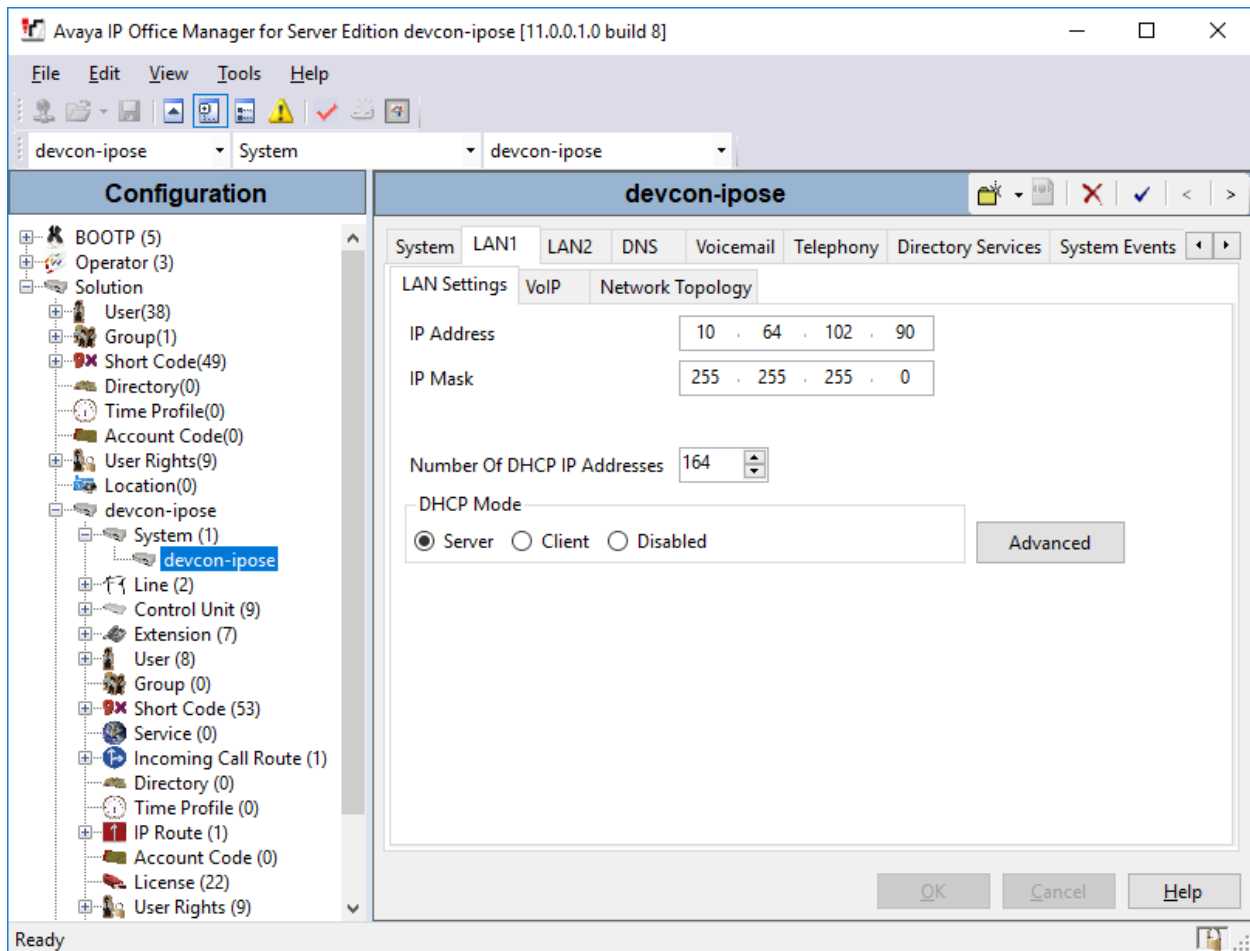 Avaya IP Office Manager for Server Edition devcon-ipose [11.0.0.1.0 build 8]
File Edit View Tools Help
devcon-ipose System devcon-ipose
Configuration
BOOTP (5)
Operator (3)
Solution
User(38)
Group(1)
Short Code(49)
Directory(0)
Time Profile(0)
Account Code(0)
User Rights(9)
Location(0)
devcon-ipose
System (1)
devcon-ipose
Line (2)
Control Unit (9)
Extension (7)
User (8)
Group (0)
Short Code (53)
Service (0)
Incoming Call Route (1)
Directory (0)
Time Profile (0)
IP Route (1)
Account Code (0)
License (22)
User Rights (9)
devcon-ipose
System LAN1 LAN2 DNS Voicemail Telephony Directory Services System Events
LAN Settings VoIP Network Topology
IP Address 10 . 64 . 102 . 90
IP Mask 255 . 255 . 255 . 0
Number Of DHCP IP Addresses 164
DHCP Mode
Server Client Disabled
Advanced
OK Cancel Help
Ready